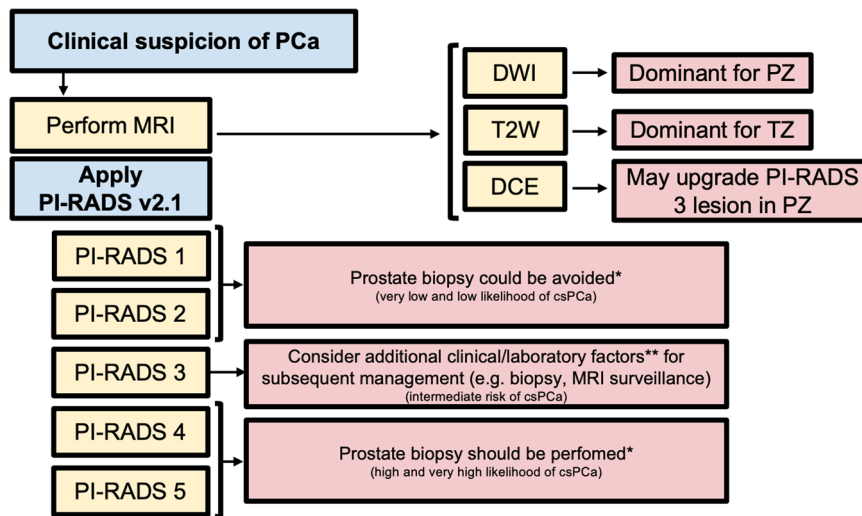 Clinical suspicion of PCa
Perform MRI
Apply
PI-RADS v2.1
DWI
Dominant for PZ
T2W
Dominant for TZ
DCE
May upgrade PI-RADS
3 lesion in PZ
PI-RADS 1
PI-RADS 2
Prostate biopsy could be avoided*
(very low and low likelihood of csPCa)
PI-RADS 3
Consider additional clinical/laboratory factors** for
subsequent management (e.g. biopsy, MRI surveillance)
(intermediate risk of csPCa)
PI-RADS 4
PI-RADS 5
Prostate biopsy should be perfomed*
(high and very high likelihood of csPCa)